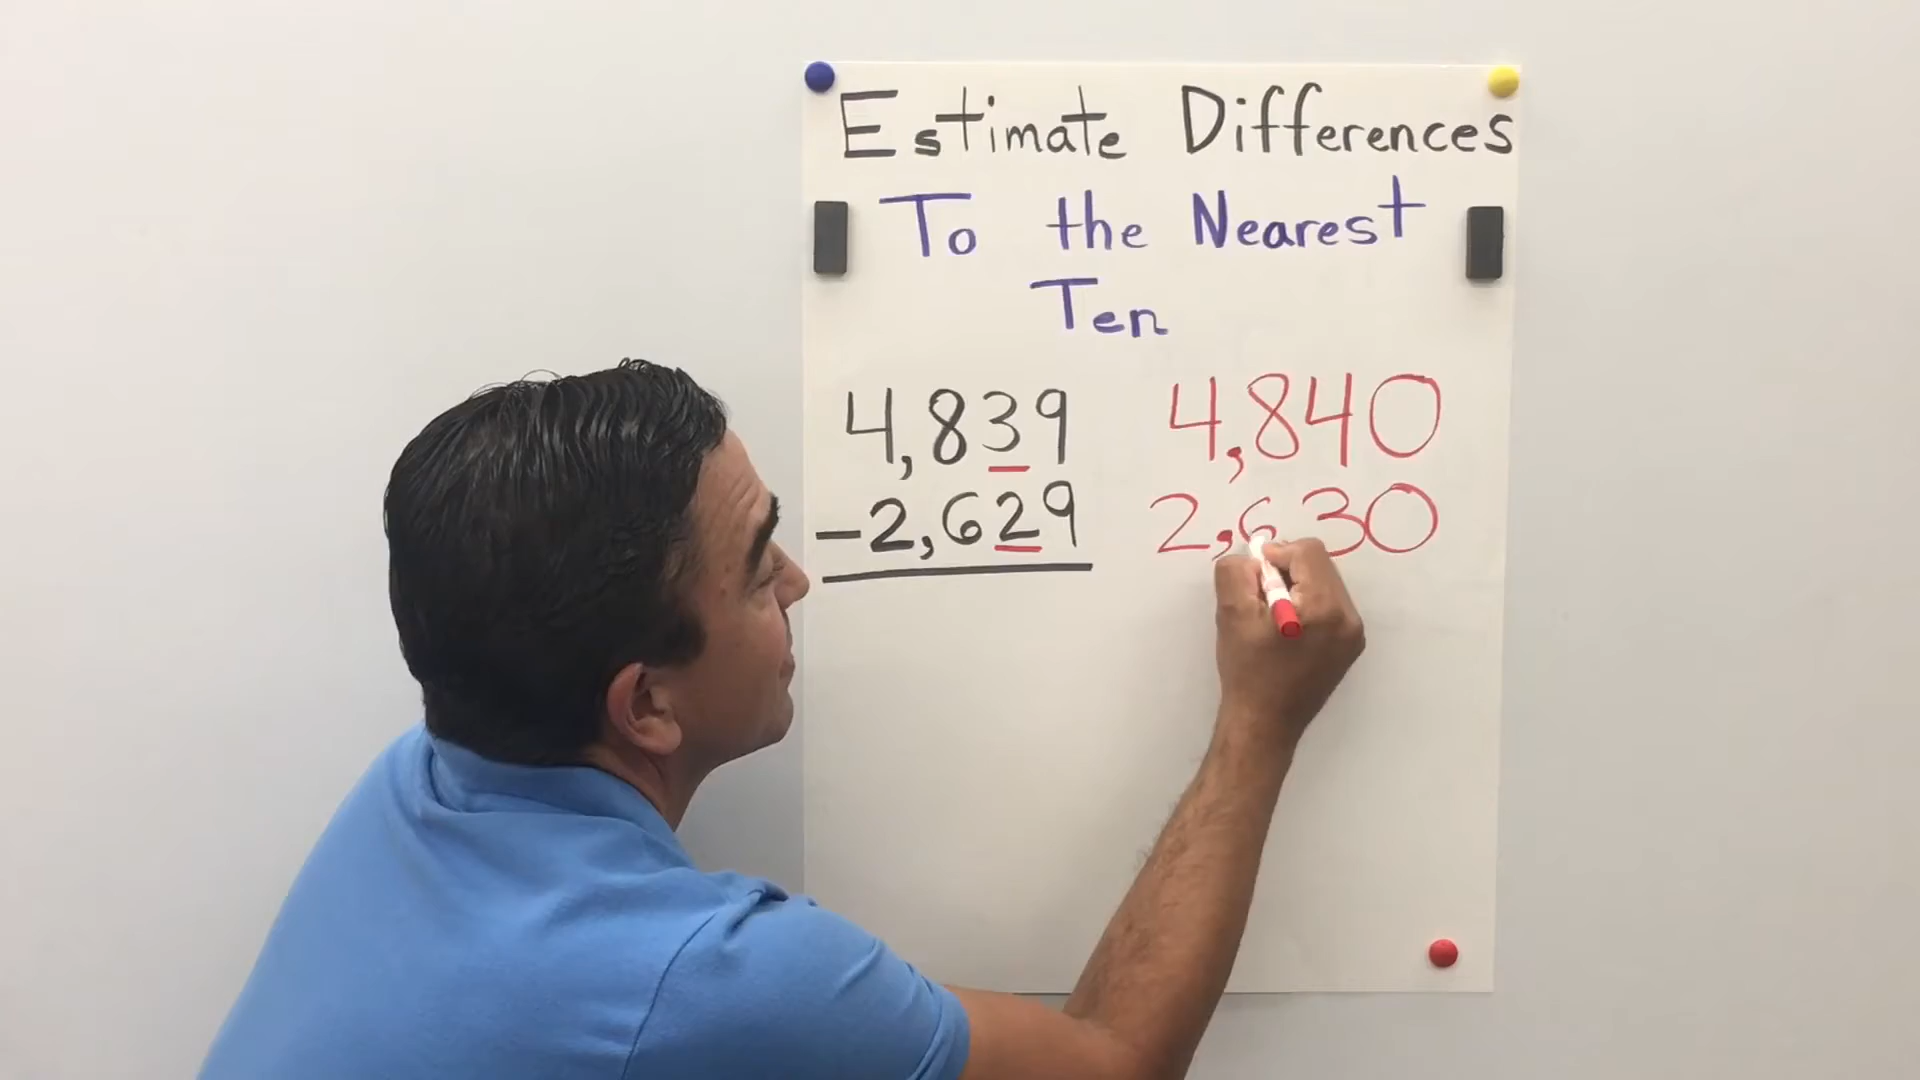 Estimate Differences
To the Nearest
Ten
4,839 4,840
-2,629 2,630